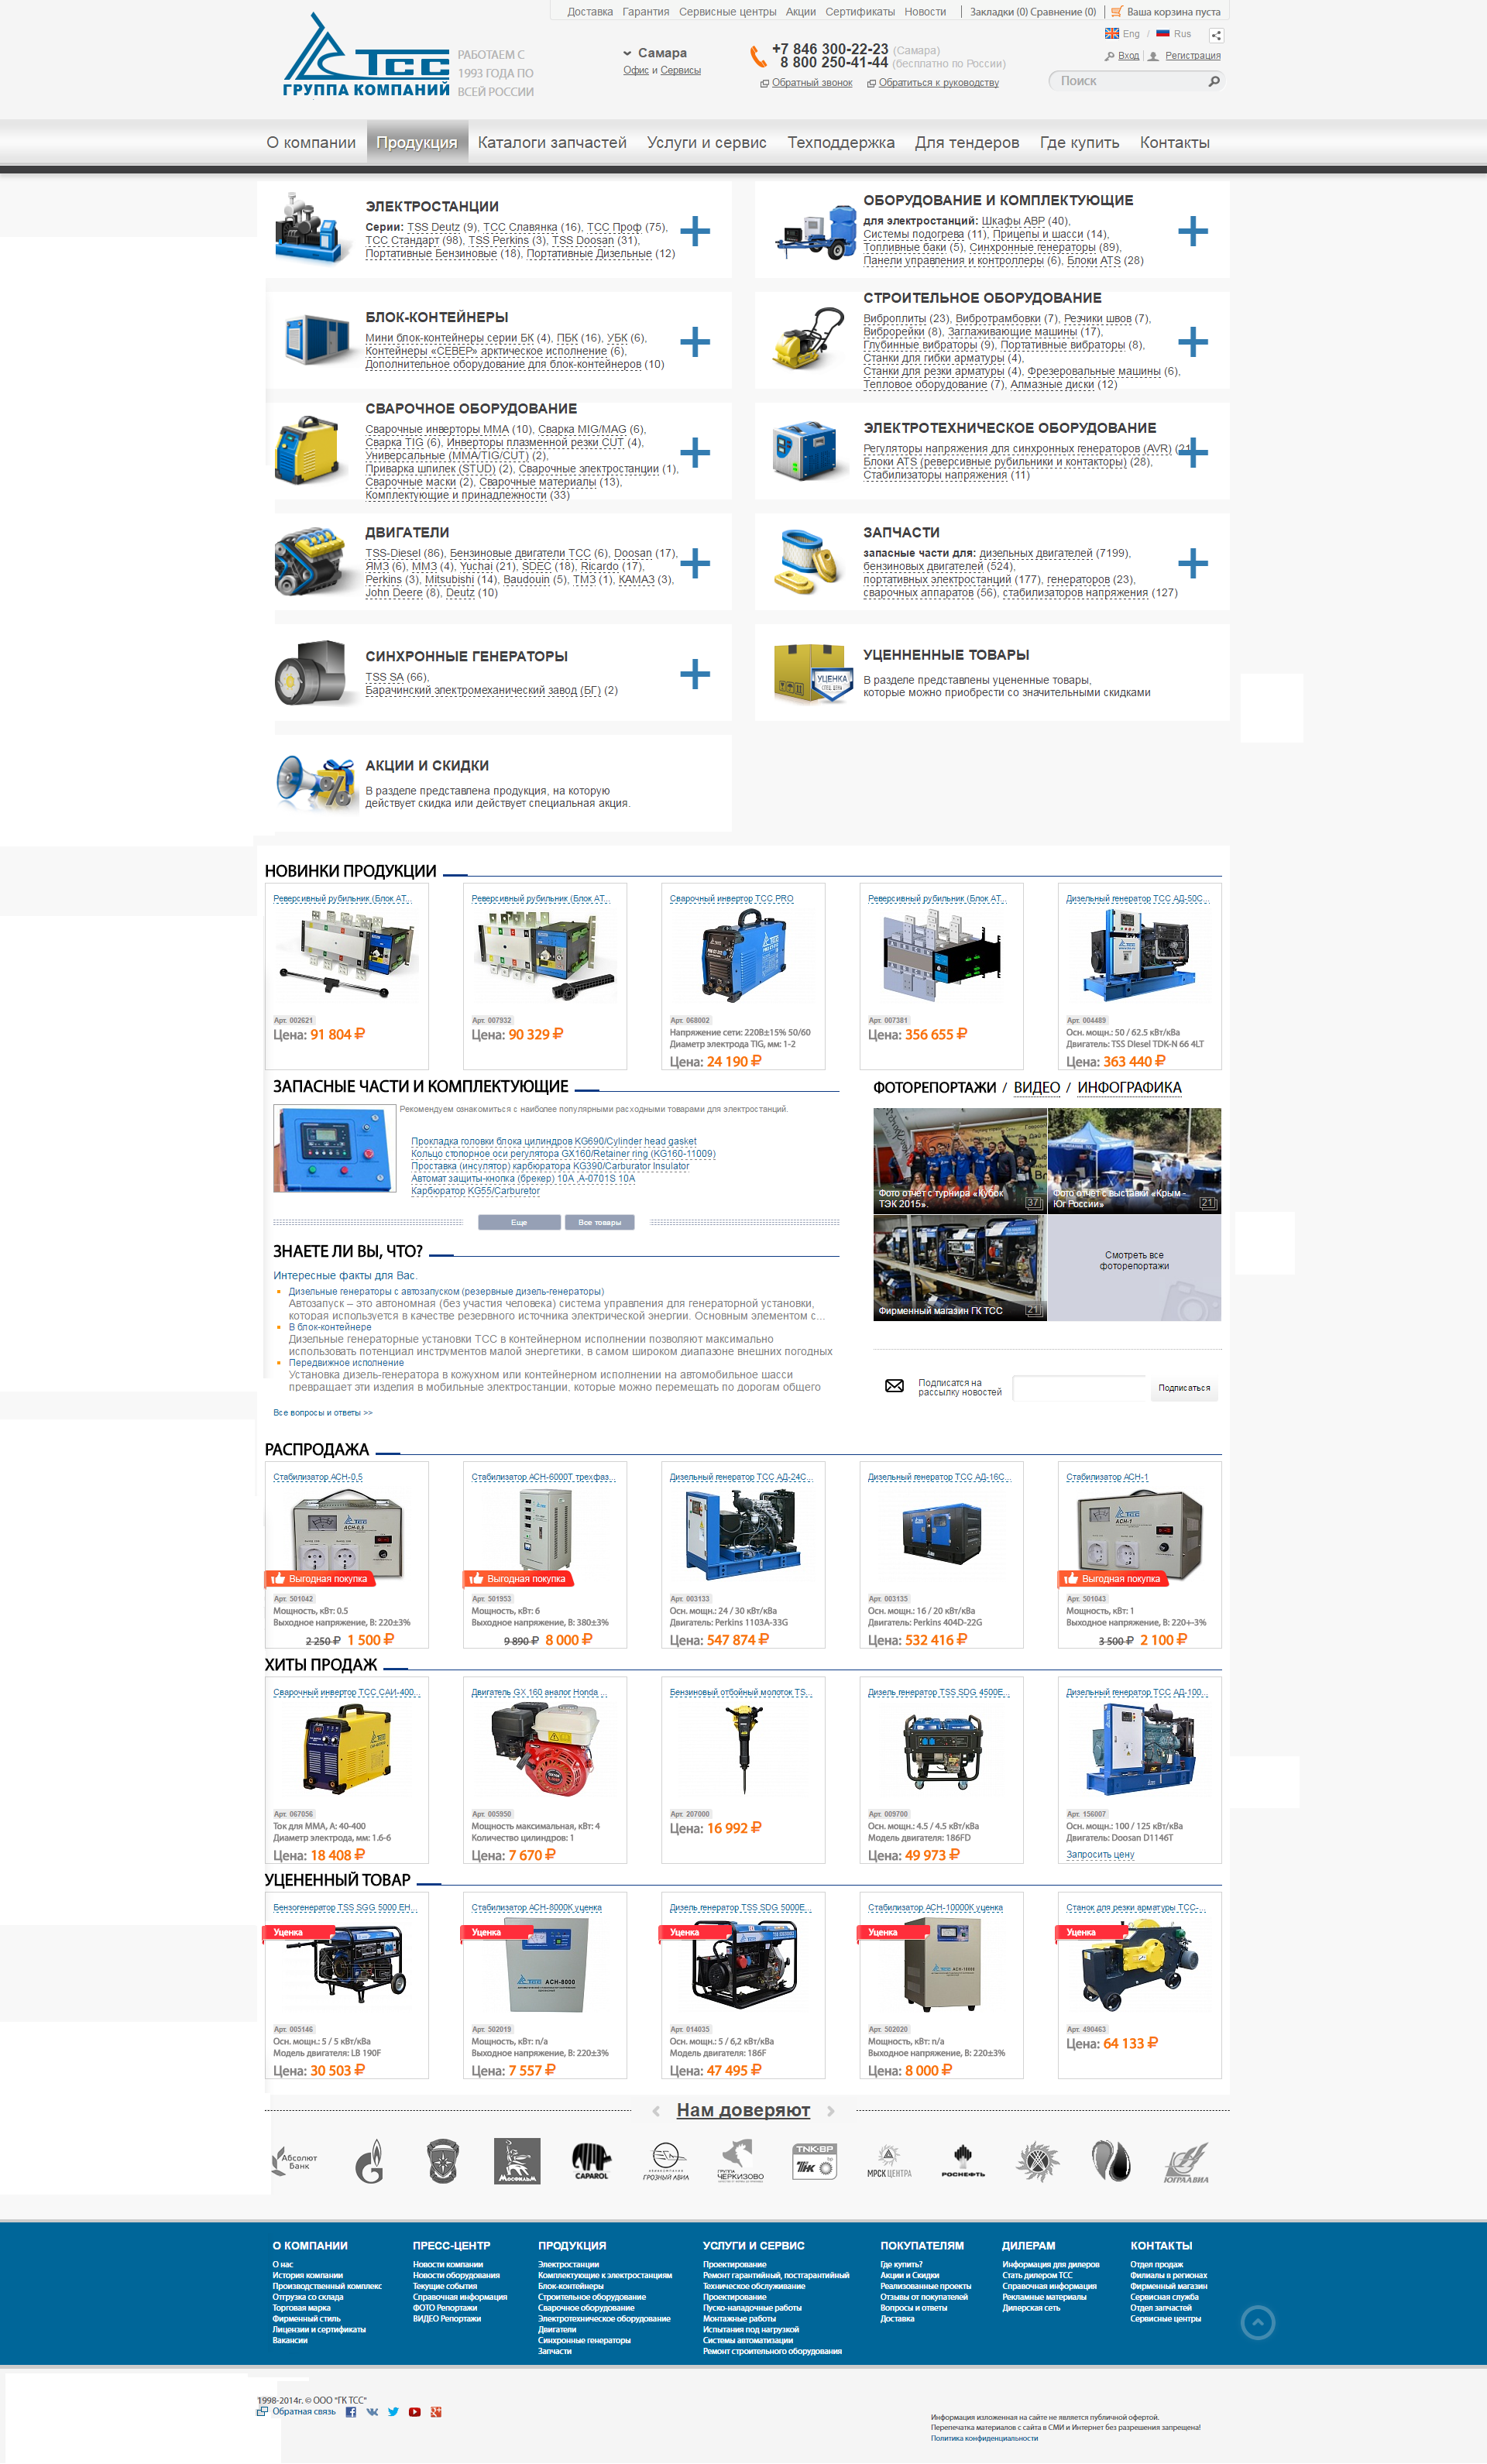 Доставка Гарантия Сервисные центры Акции Сертификаты Новости Закладки (0) Сравнение (0) Ваша корзина пуста
ТСС
ГРУППА КОМПАНИЙ
РАБОТАЕМ С
1993 ГОДА ПО
ВСЕЙ РОССИИ
Самара
Офис и Сервисы
+7 846 300-22-23 (Самара)
8 800 250-41-44 (бесплатно по России)
Обратный звонок Обратиться к руководству
Eng / Rus
Вход Регистрация
Поиск
О компании Продукция Каталоги запчастей Услуги и сервис Техподдержка Для тендеров Где купить Контакты
ЭЛЕКТРОСТАНЦИИ
Серии: TSS Deutz (9), ТСС Славянка (16), ТСС Проф (75),
ТСС Стандарт (98), TSS Perkins (3), TSS Doosan (31),
Портативные Бензиновые (18), Портативные Дизельные (12)
ОБОРУДОВАНИЕ И КОМПЛЕКТУЮЩИЕ
для электростанций: Шкафы АВР (40),
Системы подогрева (11), Прицепы и шасси (14),
Топливные баки (5), Синхронные генераторы (89),
Панели управления и контроллеры (6), Блоки ATS (28)
БЛОК-КОНТЕЙНЕРЫ
Мини блок-контейнеры серии БК (4), ПБК (16), УБК (6),
Контейнеры «СЕВЕР» арктическое исполнение (6),
Дополнительное оборудование для блок-контейнеров (10)
СТРОИТЕЛЬНОЕ ОБОРУДОВАНИЕ
Виброплиты (23), Вибротрамбовки (7), Резчики швов (7),
Виброрейки (8), Заглаживающие машины (17),
Глубинные вибраторы (9), Портативные вибраторы (8),
Станки для гибки арматуры (4),
Станки для резки арматуры (4), Фрезеровальные машины (6),
Тепловое оборудование (7), Алмазные диски (12)
СВАРОЧНОЕ ОБОРУДОВАНИЕ
Сварочные инверторы MMA (10), Сварка MIG/MAG (6),
Сварка TIG (6), Инверторы плазменной резки CUT (4),
Универсальные (MMA/TIG/CUT) (2),
Приварка шпилек (STUD) (2), Сварочные электростанции (1),
Сварочные маски (2), Сварочные материалы (13),
Комплектующие и принадлежности (33)
ЭЛЕКТРОТЕХНИЧЕСКОЕ ОБОРУДОВАНИЕ
Регуляторы напряжения для синхронных генераторов (AVR) (21
Блоки ATS (реверсивные рубильники и контакторы) (28),
Стабилизаторы напряжения (11)
ДВИГАТЕЛИ
TSS-Diesel (86), Бензиновые двигатели ТСС (6), Doosan (17),
ЯМЗ (6), ММЗ (4), Yuchai (21), SDEC (18), Ricardo (17),
Perkins (3), Mitsubishi (14), Baudouin (5), ТМЗ (1), КАМАЗ (3),
John Deere (8), Deutz (10)
ЗАПЧАСТИ
запасные части для: дизельных двигателей (7199),
бензиновых двигателей (524),
портативных электростанций (177), генераторов (23),
сварочных аппаратов (56), стабилизаторов напряжения (127)
СИНХРОННЫЕ ГЕНЕРАТОРЫ
TSS SA (66),
Баранчинский электромеханический завод (БГ) (2)
УЦЕНКА
УЦЕННЕННЫЕ ТОВАРЫ
В разделе представлены уцененные товары,
которые можно приобрести со значительными скидками
АКЦИИ И СКИДКИ
В разделе представлена продукция, на которую
действует скидка или действует специальная акция.
НОВИНКИ ПРОДУКЦИИ
Реверсивный рубильник (Блок АТ... Реверсивный рубильник (Блок АТ... Сварочный инвертор ТСС PRO Реверсивный рубильник (Блок АТ... Дизельный генератор ТСС АД-50С...
Арт. 002621 Арт. 007932 Арт. 068002 Арт. 007381 Арт. 004489
Цена: 91 804 ₽ Цена: 90 329 ₽ Напряжение сети: 220В±15% 50/60 Цена: 356 655 ₽ Осн. мощн.: 50 / 62.5 кВт/кВа
Диаметр электрода TIG, мм: 1-2 Двигатель: TSS Diesel TDK-N 66 4LT
Цена: 24 190 ₽ Цена: 363 440 ₽
ЗАПАСНЫЕ ЧАСТИ И КОМПЛЕКТУЮЩИЕ
Рекомендуем ознакомиться с наиболее популярными расходными товарами для электростанций.
Прокладка головки блока цилиндров KG690/Cylinder head gasket
Кольцо стопорное оси регулятора GX160/Retainer ring (KG160-11009)
Проставка (инсулятор) карбюратора KG390/Carburator Insulator
Автомат защиты-кнопка (брекер) 10А ,A-0701S 10A
Карбюратор KG55/Carburetor
Еще Все товары
ФОТОРЕПОРТАЖИ / ВИДЕО / ИНФОГРАФИКА
Фото отчёт с турнира «Кубок
ТЭК 2015». 37
Фото отчет с выставки «Крым -
Юг России» 21
Фирменный магазин ГК ТСС 21
Смотреть все
фоторепортажи
ЗНАЕТЕ ЛИ ВЫ, ЧТО?
Интересные факты для Вас.
Дизельные генераторы с автозапуском (резервные дизель-генераторы)
Автозапуск – это автономная (без участия человека) система управления для генераторной установки,
которая используется в качестве резервного источника электрической энергии. Основным элементом с...
В блок-контейнере
Дизельные генераторные установки ТСС в контейнерном исполнении позволяют максимально
использовать потенциал инструментов малой энергетики, в самом широком диапазоне внешних погодных
Передвижное исполнение
Установка дизель-генератора в кожухном или контейнерном исполнении на автомобильное шасси
превращает эти изделия в мобильные электростанции, которые можно перемещать по дорогам общего
Все вопросы и ответы >>
Подписатся на
рассылку новостей
Подписаться
РАСПРОДАЖА
Стабилизатор АСН-0,5 Стабилизатор АСН-6000Т трехфаз... Дизельный генератор ТСС АД-24С... Дизельный генератор ТСС АД-16С... Стабилизатор АСН-1
Выгодная покупка Выгодная покупка Выгодная покупка
Арт. 501042 Арт. 501953 Арт. 003133 Арт. 003135 Арт. 501043
Мощность, кВт: 0.5 Мощность, кВт: 6 Осн. мощн.: 24 / 30 кВт/кВа Осн. мощн.: 16 / 20 кВт/кВа Мощность, кВт: 1
Выходное напряжение, В: 220±3% Выходное напряжение, В: 380±3% Двигатель: Perkins 1103A-33G Двигатель: Perkins 404D-22G Выходное напряжение, В: 220+-3%
2 250 ₽ 1 500 ₽ 9 890 ₽ 8 000 ₽ Цена: 547 874 ₽ Цена: 532 416 ₽ 3 500 ₽ 2 100 ₽
ХИТЫ ПРОДАЖ
Сварочный инвертор ТСС САИ-400... Двигатель GX 160 аналог Honda ... Бензиновый отбойный молоток TS... Дизель генератор TSS SDG 4500E... Дизельный генератор ТСС АД-100...
Арт. 067056 Арт. 005950 Арт. 207000 Арт. 009700 Арт. 156007
Ток для MMA, А: 40-400 Мощность максимальная, кВт: 4 Цена: 16 992 ₽ Осн. мощн.: 4.5 / 4.5 кВт/кВа Осн. мощн.: 100 / 125 кВт/кВа
Диаметр электрода, мм: 1.6-6 Количество цилиндров: 1 Модель двигателя: 186FD Двигатель: Doosan D1146T
Цена: 18 408 ₽ Цена: 7 670 ₽ Цена: 49 973 ₽ Запросить цену
УЦЕНЕННЫЙ ТОВАР
Бензогенератор TSS SGG 5000 EH... Стабилизатор АСН-8000К уценка Дизель генератор TSS SDG 5000E... Стабилизатор АСН-10000К уценка Станок для резки арматуры ТСС-...
Уценка Уценка Уценка Уценка Уценка
Арт. 005146 Арт. 502019 Арт. 014035 Арт. 502020 Арт. 490463
Осн. мощн.: 5 / 5 кВт/кВа Мощность, кВт: n/a Осн. мощн.: 5 / 6,2 кВт/кВа Мощность, кВт: n/a Цена: 64 133 ₽
Модель двигателя: LB 190F Выходное напряжение, В: 220±3% Модель двигателя: 186F Выходное напряжение, В: 220±3%
Цена: 30 503 ₽ Цена: 7 557 ₽ Цена: 47 495 ₽ Цена: 8 000 ₽
Нам доверяют
Абсолют
Банк
МОСФИЛЬМ
CAPAROL
ГРОЗНЫЙ АВИА
ГРУППА
ЧЕРКИЗОВО
TNK-BP
ТНК
МРСК ЦЕНТРА
РОСНЕФТЬ
ЮГРААВИА
О КОМПАНИИ
О нас
История компании
Производственный комплекс
Отгрузка со склада
Торговая марка
Фирменный стиль
Лицензии и сертификаты
Вакансии
ПРЕСС-ЦЕНТР
Новости компании
Новости оборудования
Текущие события
Справочная информация
ФОТО Репортажи
ВИДЕО Репортажи
ПРОДУКЦИЯ
Электростанции
Комплектующие к электростанциям
Блок-контейнеры
Строительное оборудование
Сварочное оборудование
Электротехническое оборудование
Двигатели
Синхронные генераторы
Запчасти
УСЛУГИ И СЕРВИС
Проектирование
Ремонт гарантийный, постгарантийный
Техническое обслуживание
Проектирование
Пуско-наладочные работы
Монтажные работы
Испытания под нагрузкой
Системы автоматизации
Ремонт строительного оборудования
ПОКУПАТЕЛЯМ
Где купить?
Акции и Скидки
Реализованные проекты
Отзывы от покупателей
Вопросы и ответы
Доставка
ДИЛЕРАМ
Информация для дилеров
Стать дилером ТСС
Справочная информация
Рекламные материалы
Дилерская сеть
КОНТАКТЫ
Отдел продаж
Филиалы в регионах
Фирменный магазин
Сервисная служба
Отдел запчастей
Сервисные центры
1998-2014г. © ООО "ГК ТСС"
Обратная связь
Информация изложенная на сайте не является публичной офертой.
Перепечатка материалов с сайта в СМИ и Интернет без разрешения запрещена!
Политика конфиденциальности